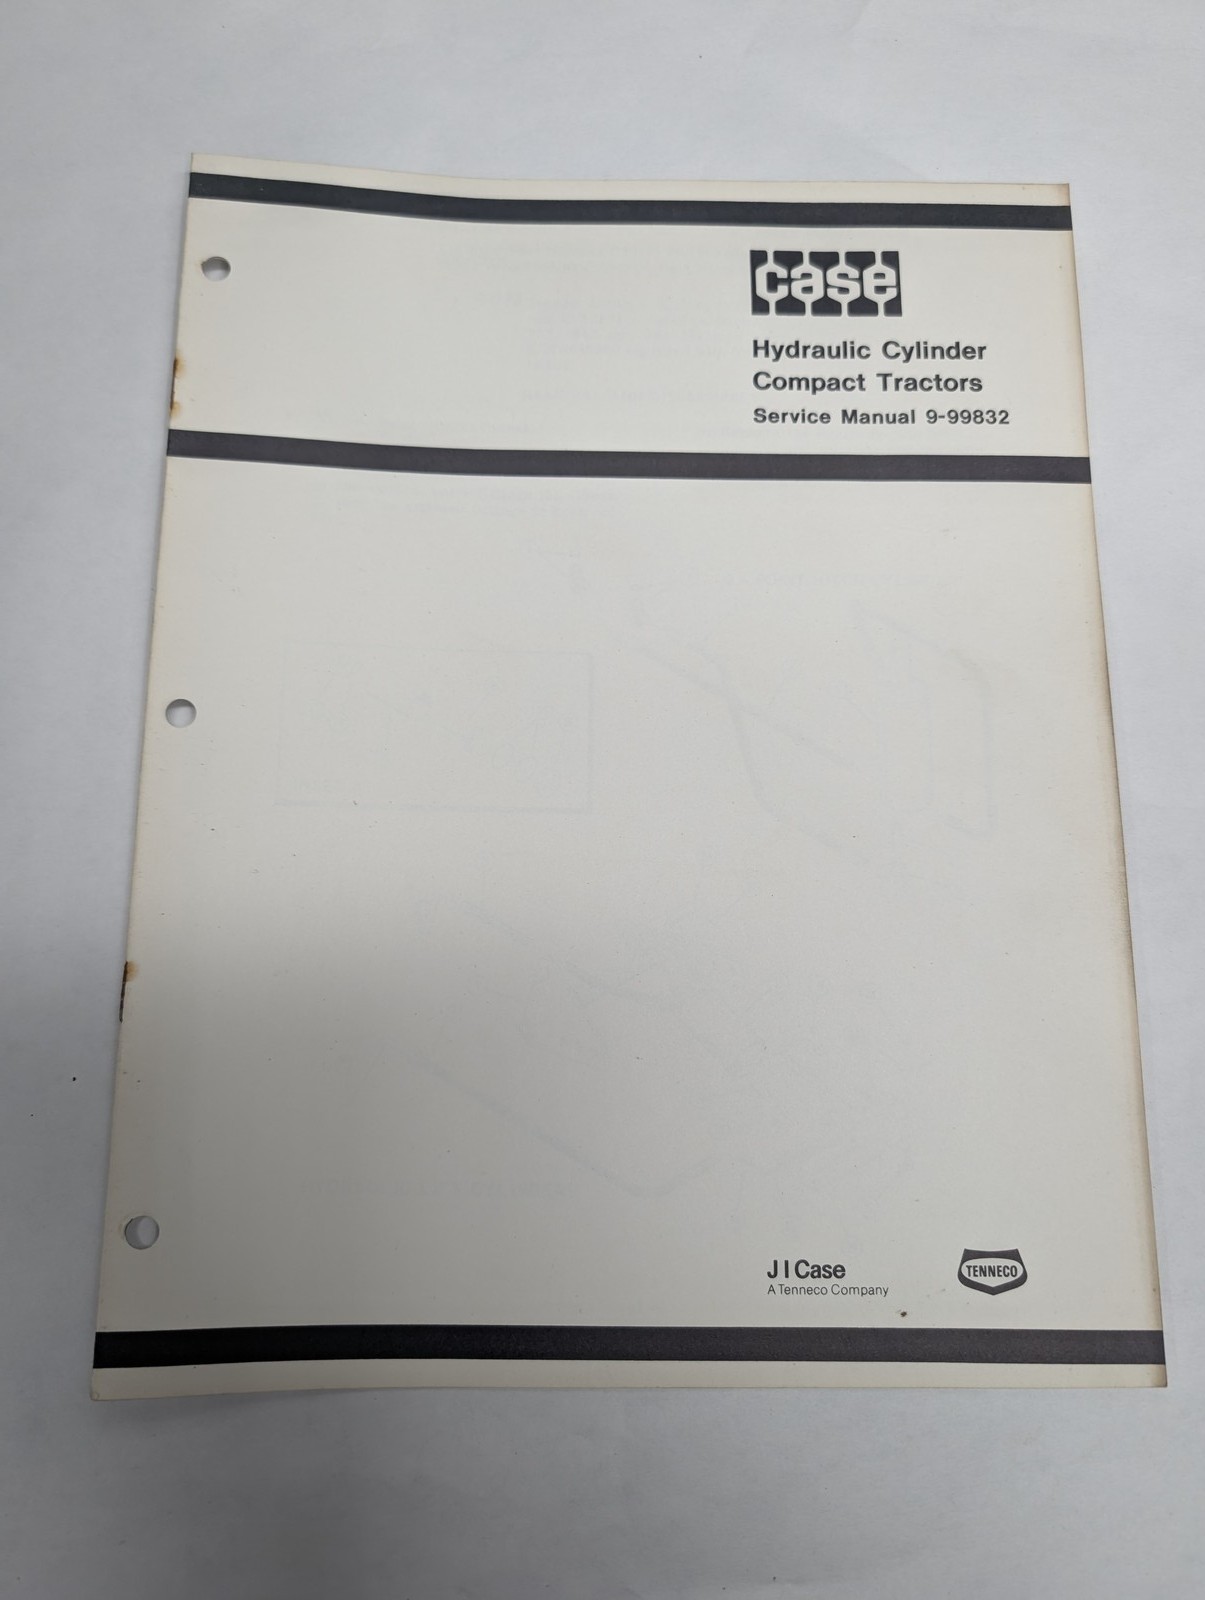 case
Hydraulic Cylinder
Compact Tractors
Service Manual 9-99832
J I Case
A Tenneco Company
TENNECO